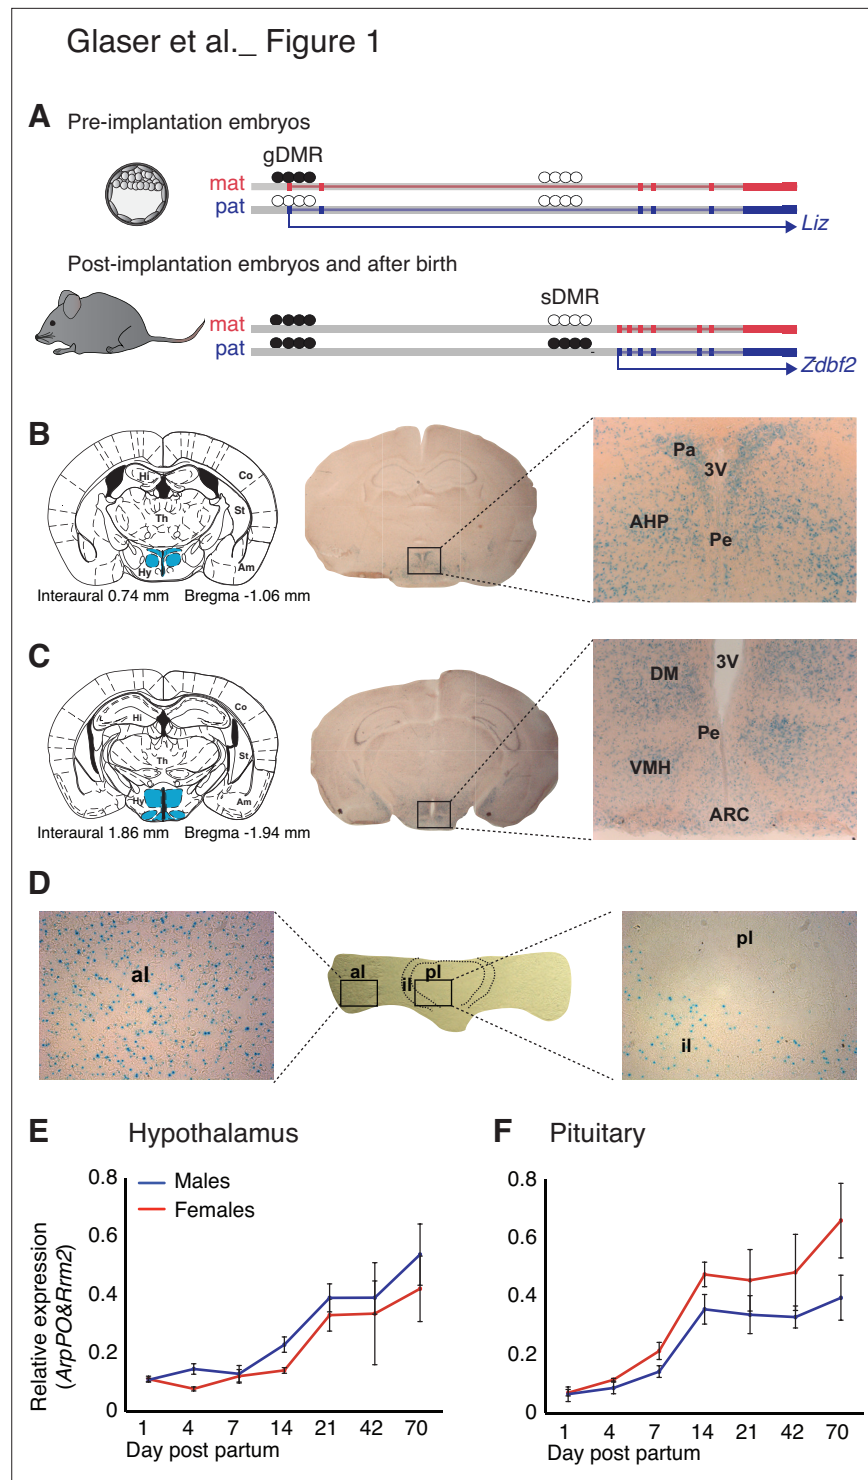 Glaser et al._ Figure 1
A Pre-implantation embryos
gDMR
mat
pat
Liz
Post-implantation embryos and after birth
sDMR
mat
pat
Zdbf2
B
Hi
Co
St
Th
Hy
Am
Interaural 0.74 mm Bregma -1.06 mm
Pa
3V
AHP
Pe
C
Co
Hi
St
Th
Hy
Am
Interaural 1.86 mm Bregma -1.94 mm
DM
3V
Pe
VMH
ARC
D
al
al
il
pl
pl
il
E Hypothalamus
Relative expression
(ArpPO&Rrm2)
0.8
0.6
0.4
0.2
0
Males
Females
1 4 7 14 21 42 70
Day post partum
F Pituitary
0.8
0.6
0.4
0.2
0
1 4 7 14 21 42 70
Day post partum